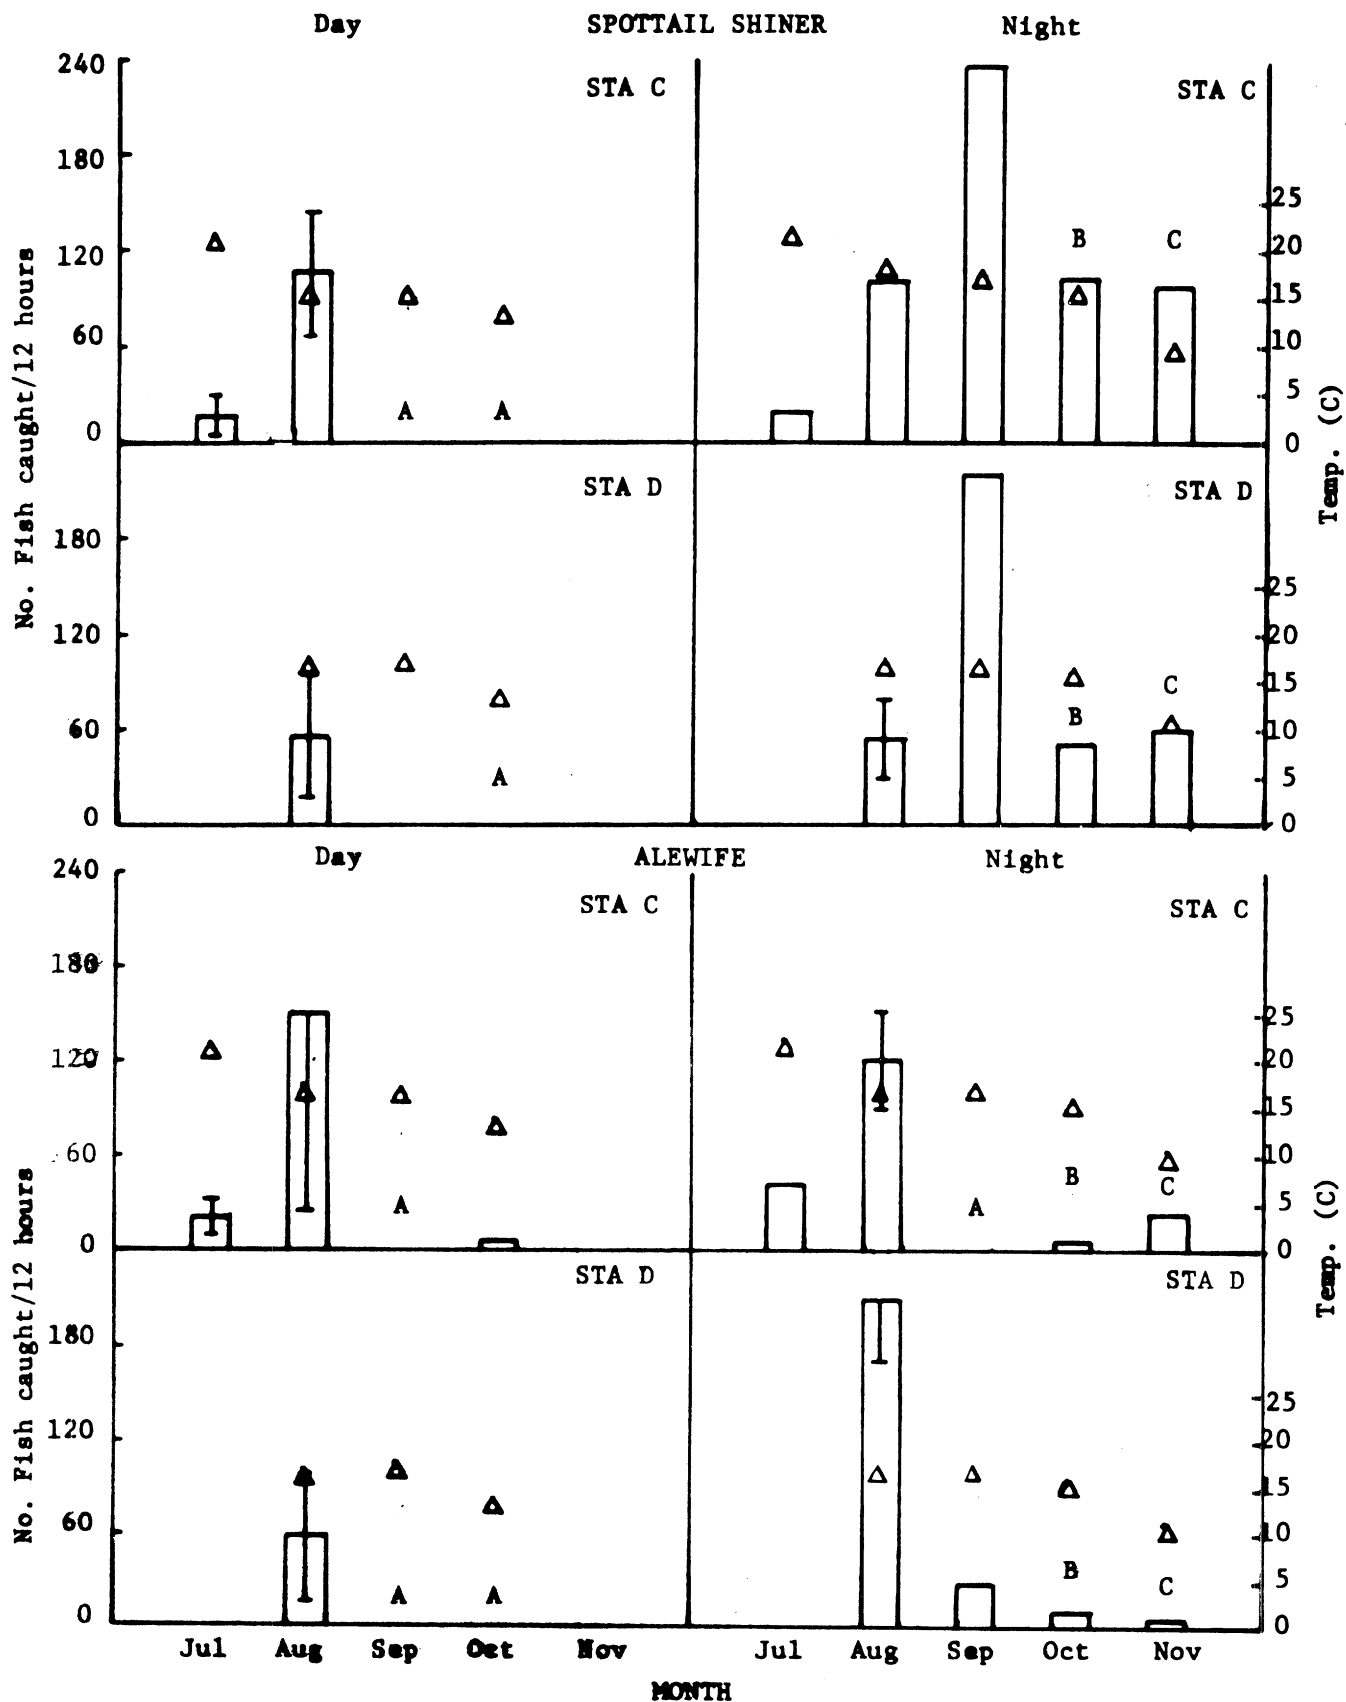 Day SPOTTAIL SHINER Night
240
STA C STA C
180
25
120 B C 20
15
60 10
A A 5
0 0
STA D STA D
180
25
120 20
C 15
60 B 10
A 5
0 0
No. Fish caught/12 hours
Temp. (C)
Day ALEWIFE Night
240
STA C STA C
180
25
120 20
15
60 B 10
A A C 5
0 0
STA D STA D
180
25
120 20
15
60 10
B
A A C 5
0 0
No. Fish caught/12 hours
Temp. (C)
Jul Aug Sep Oct Nov Jul Aug Sep Oct Nov
MONTH